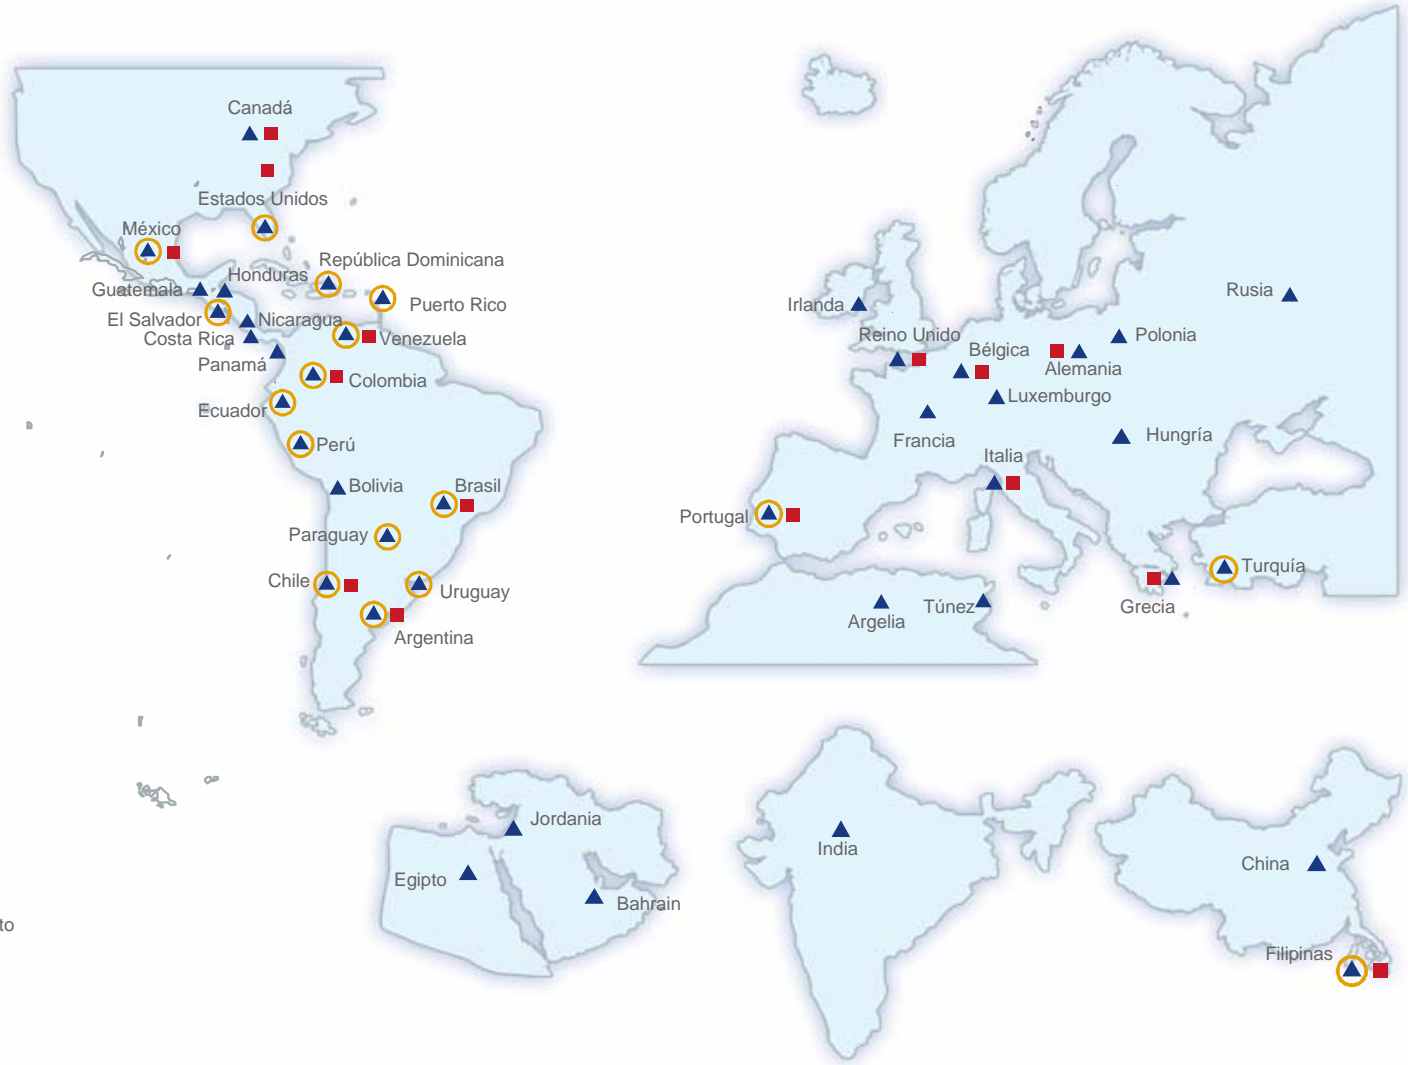 Canadá
Estados Unidos
México
República Dominicana
Honduras
Guatemala
Puerto Rico
El Salvador
Nicaragua
Costa Rica
Venezuela
Panamá
Colombia
Ecuador
Perú
Bolivia
Brasil
Paraguay
Chile
Uruguay
Argentina
Irlanda
Rusia
Reino Unido
Polonia
Bélgica
Alemania
Luxemburgo
Francia
Hungría
Italia
Portugal
Turquía
Grecia
Argelia
Túnez
Jordania
Egipto
Bahrain
India
China
Filipinas
to